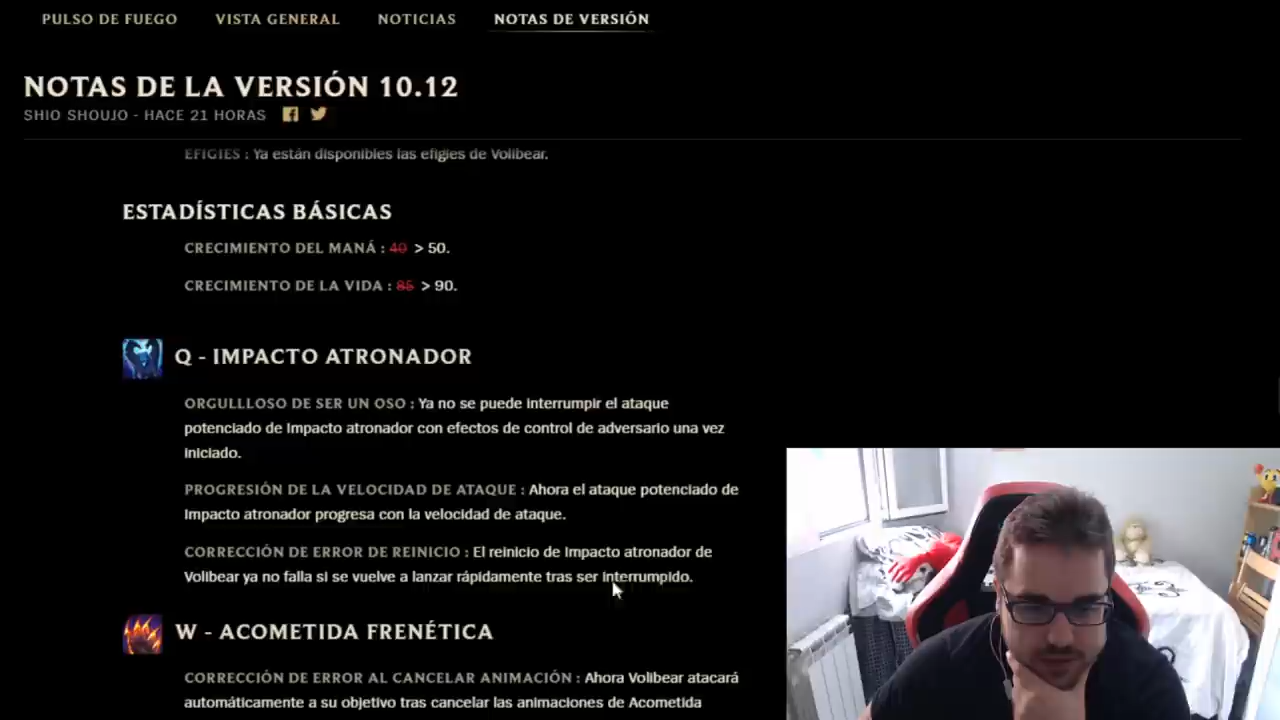 PULSO DE FUEGO VISTA GENERAL NOTICIAS NOTAS DE VERSIÓN
NOTAS DE LA VERSIÓN 10.12
SHIO SHOUJO - HACE 21 HORAS
EFIGIES : Ya están disponibles las efigies de Volibear.
ESTADÍSTICAS BÁSICAS
CRECIMIENTO DEL MANÁ : 40 > 50.
CRECIMIENTO DE LA VIDA : 85 > 90.
Q - IMPACTO ATRONADOR
ORGULLLOSO DE SER UN OSO : Ya no se puede interrumpir el ataque
potenciado de Impacto atronador con efectos de control de adversario una vez
iniciado.
PROGRESIÓN DE LA VELOCIDAD DE ATAQUE : Ahora el ataque potenciado de
Impacto atronador progresa con la velocidad de ataque.
CORRECCIÓN DE ERROR DE REINICIO : El reinicio de Impacto atronador de
Volibear ya no falla si se vuelve a lanzar rápidamente tras ser interrumpido.
W - ACOMETIDA FRENÉTICA
CORRECCIÓN DE ERROR AL CANCELAR ANIMACIÓN : Ahora Volibear atacará
automáticamente a su objetivo tras cancelar las animaciones de Acometida